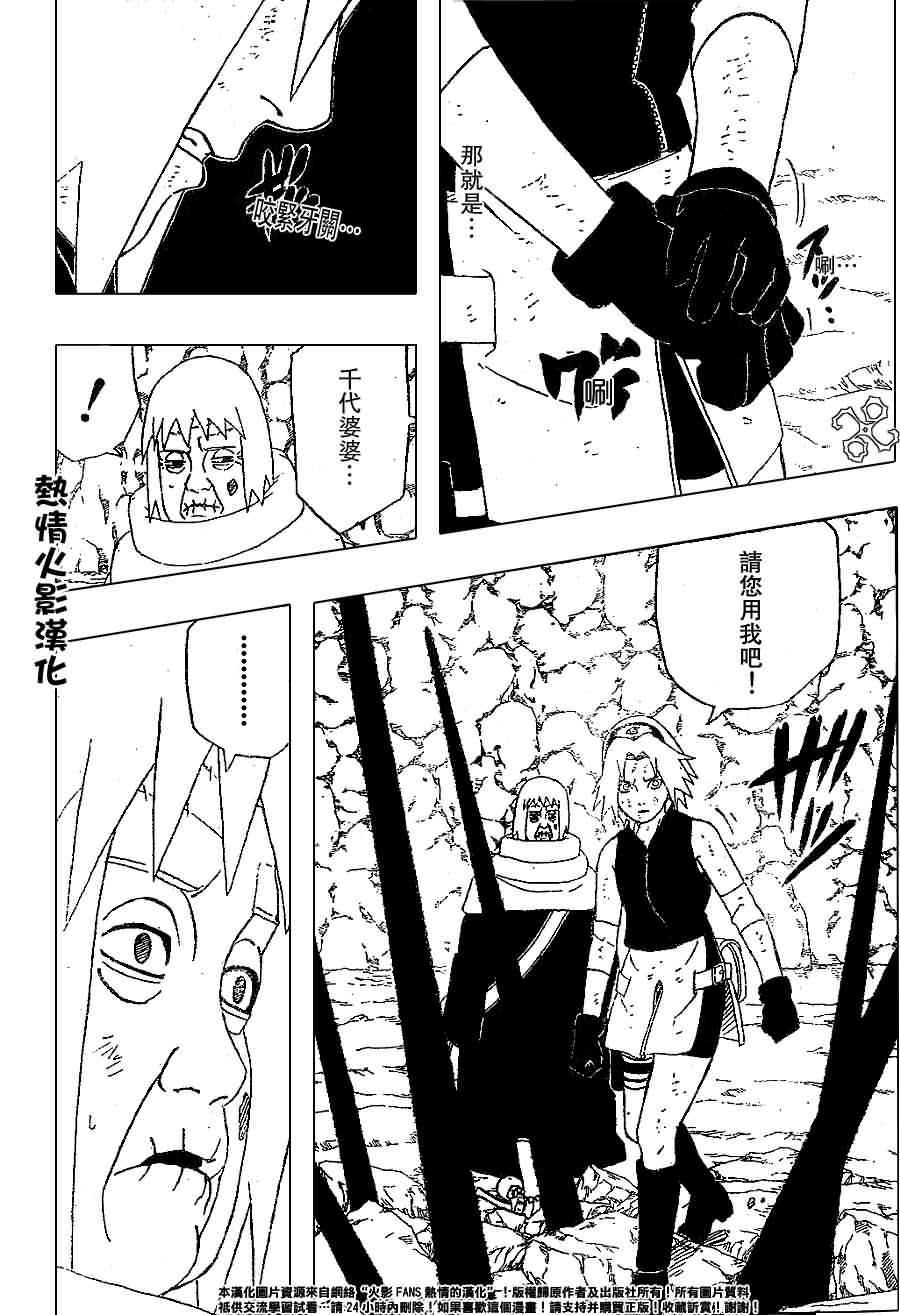 那就是…
唰…
唰
咬緊牙關…
千代婆婆…
！
請您用我吧！
………
熱情火影漢化
本漢化圖片資源來自網絡“火影FANS熱情的漢化”！版權歸原作者及出版社所有！所有圖片資料
祗供交流學習試看…請24小時內刪除！如果喜歡這個漫畫！請支持并購買正版！收藏新賞！謝謝！